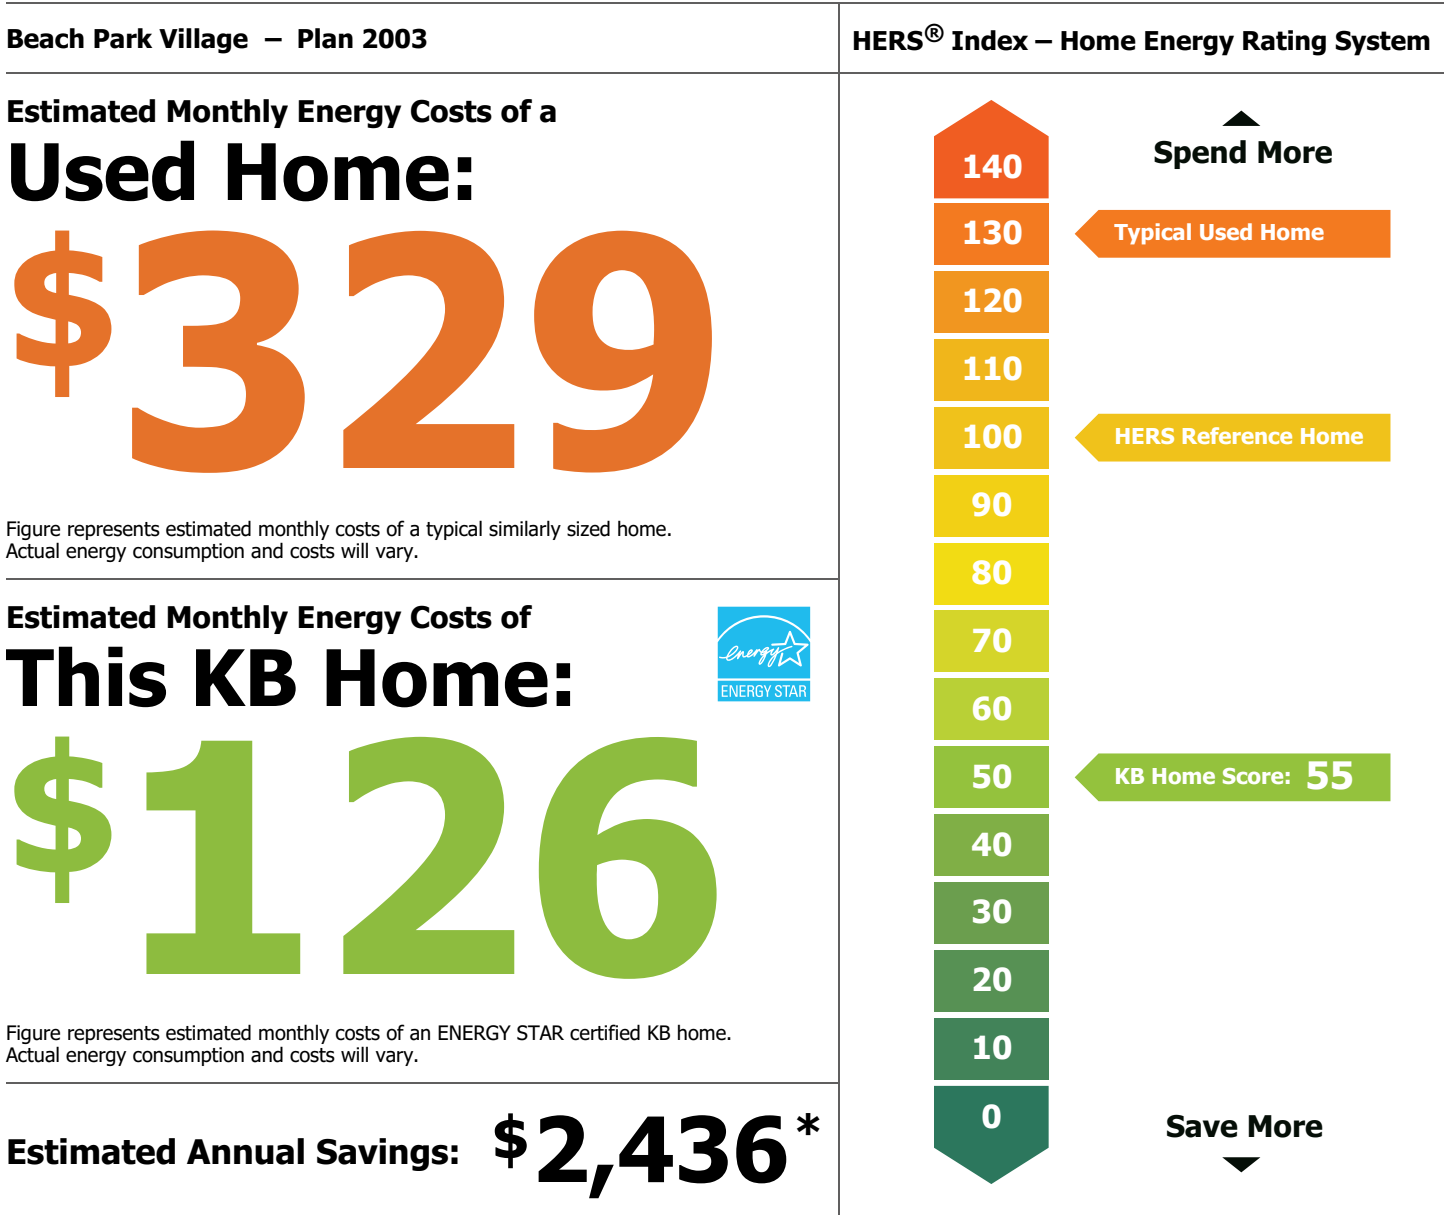 Beach Park Village – Plan 2003
Estimated Monthly Energy Costs of a
Used Home:
$329
Figure represents estimated monthly costs of a typical similarly sized home.
Actual energy consumption and costs will vary.
Estimated Monthly Energy Costs of
This KB Home:
energy
ENERGY STAR
$126
Figure represents estimated monthly costs of an ENERGY STAR certified KB home.
Actual energy consumption and costs will vary.
Estimated Annual Savings: $2,436*
HERS® Index – Home Energy Rating System
Spend More
140
130 Typical Used Home
120
110
100 HERS Reference Home
90
80
70
60
50 KB Home Score: 55
40
30
20
10
0
Save More